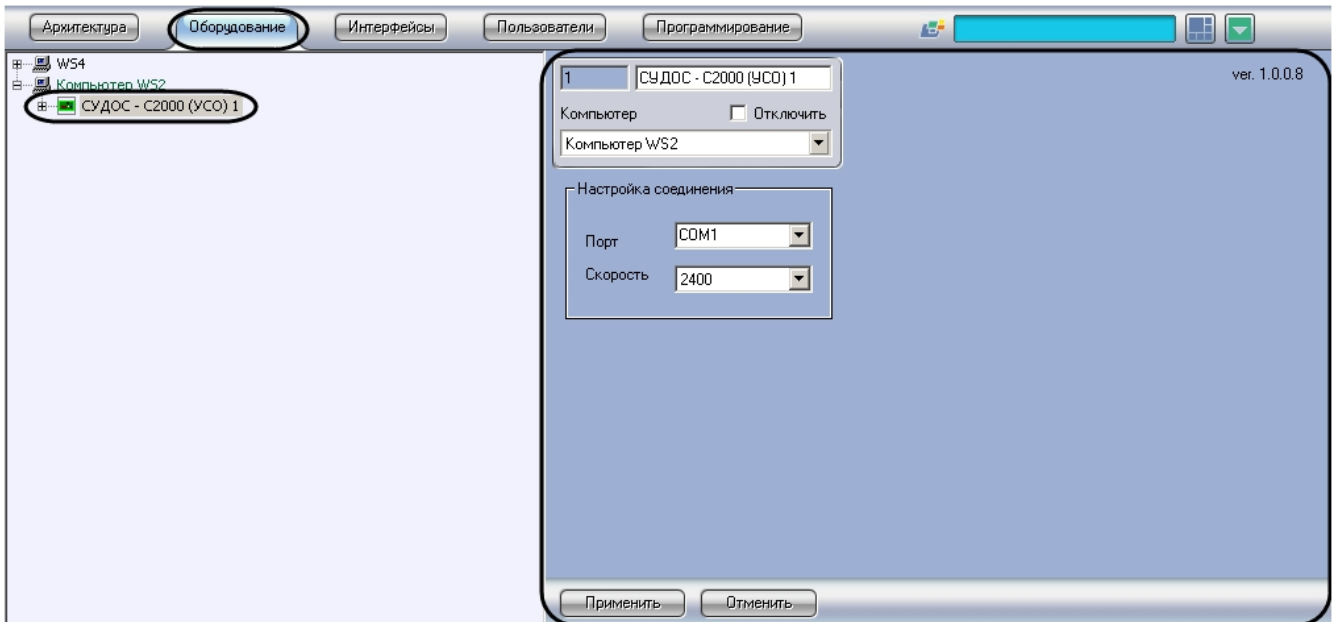 Архитектура Оборудование Интерфейсы Пользователи Программирование
WS4
Компьютер WS2
СУДОС - С2000 (УСО) 1
1 СУДОС - С2000 (УСО) 1
ver. 1.0.0.8
Компьютер Отключить
Компьютер WS2
Настройка соединения
Порт COM1
Скорость 2400
Применить Отменить